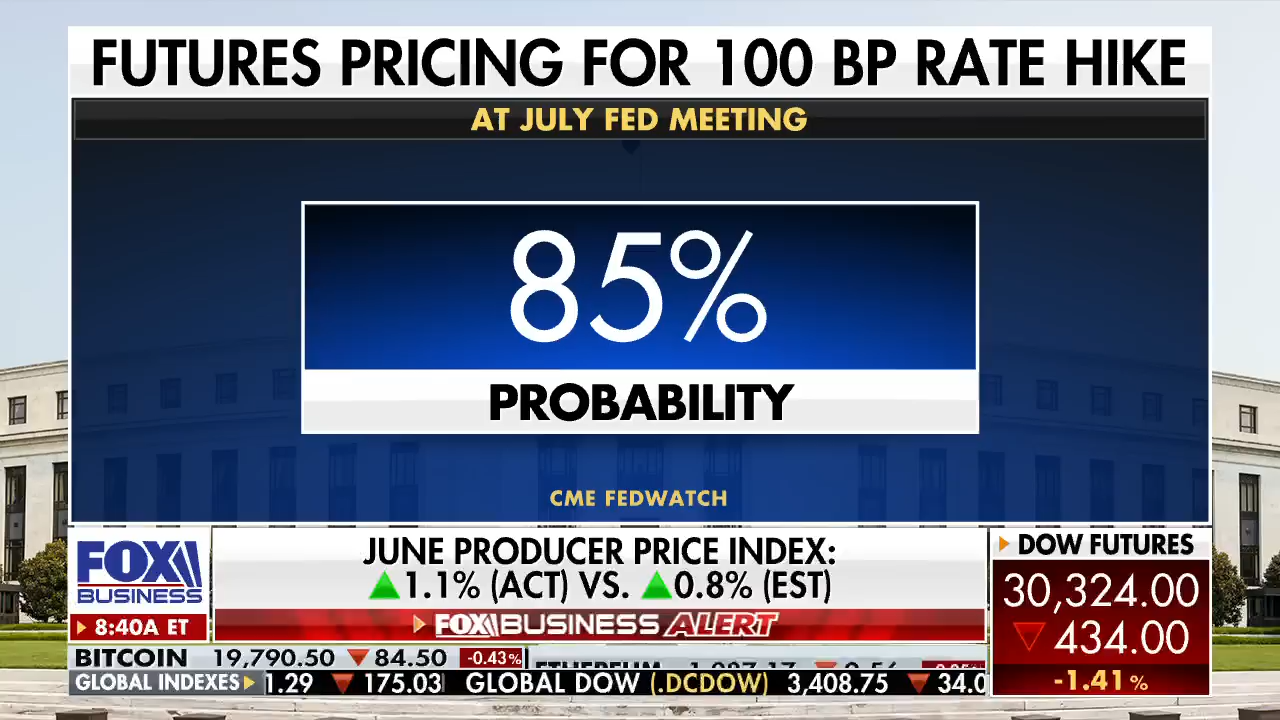 FUTURES PRICING FOR 100 BP RATE HIKE
AT JULY FED MEETING
85%
PROBABILITY
CME FEDWATCH
FOX BUSINESS
8:40A ET
JUNE PRODUCER PRICE INDEX:
▲1.1% (ACT) VS. ▲0.8% (EST)
FOX BUSINESS ALERT
DOW FUTURES
30,324.00
▼ 434.00
-1.41%
BITCOIN 19,790.50 ▼ 84.50 -0.43%
GLOBAL INDEXES 1.29 ▼ 175.03 GLOBAL DOW (.DCDOW) 3,408.75 ▼ 34.0